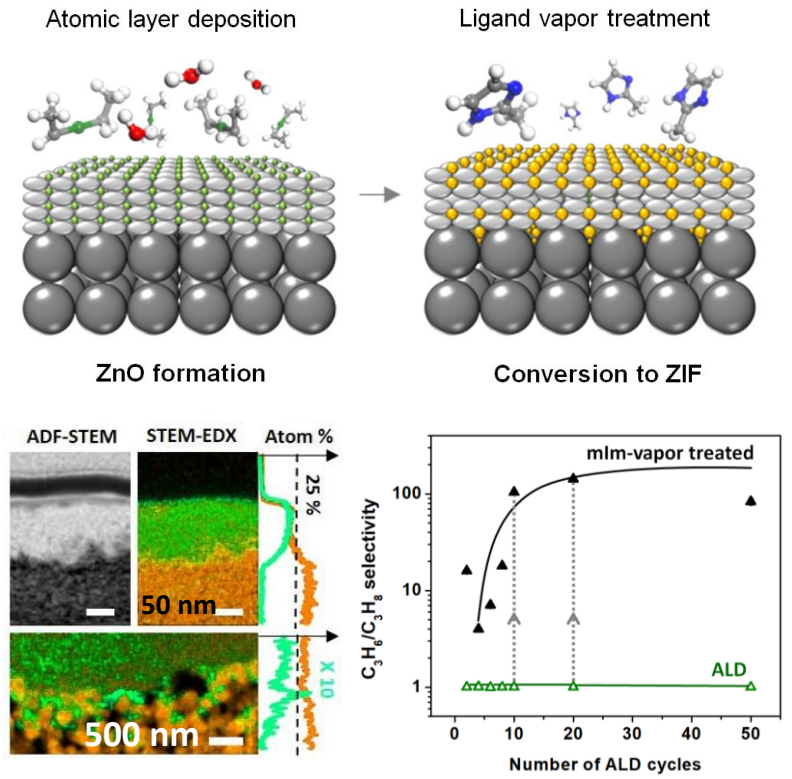 Atomic layer deposition
Ligand vapor treatment
ZnO formation
Conversion to ZIF
ADF-STEM
STEM-EDX
Atom %
25 %
50 nm
X 10
500 nm
mIm-vapor treated
ALD
C₃H₆/C₃H₈ selectivity
100
10
1
0 10 20 30 40 50
Number of ALD cycles